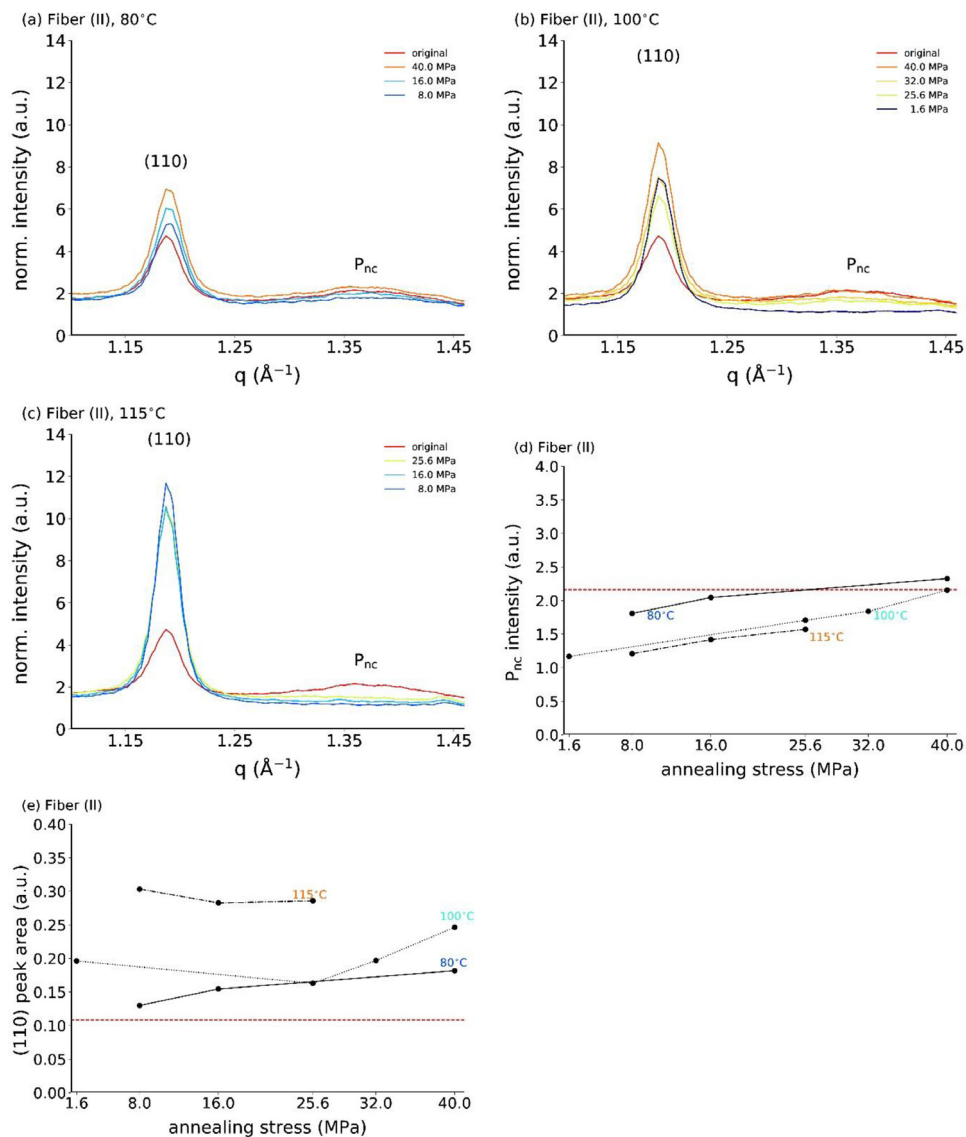 (a) Fiber (II), 80°C
norm. intensity (a.u.)
14
12
10
8
6
4
2
0
original
40.0 MPa
16.0 MPa
8.0 MPa
(110)
Pnc
1.15
1.25
1.35
1.45
q (Å⁻¹)
(b) Fiber (II), 100°C
norm. intensity (a.u.)
14
12
10
8
6
4
2
0
(110)
original
40.0 MPa
32.0 MPa
25.6 MPa
1.6 MPa
Pnc
1.15
1.25
1.35
1.45
q (Å⁻¹)
(c) Fiber (II), 115°C
norm. intensity (a.u.)
14
12
10
8
6
4
2
0
(110)
original
25.6 MPa
16.0 MPa
8.0 MPa
Pnc
1.15
1.25
1.35
1.45
q (Å⁻¹)
(d) Fiber (II)
Pnc intensity (a.u.)
4.0
3.5
3.0
2.5
2.0
1.5
1.0
0.5
0.0
80°C
100°C
115°C
1.6
8.0
16.0
25.6
32.0
40.0
annealing stress (MPa)
(e) Fiber (II)
(110) peak area (a.u.)
0.40
0.35
0.30
0.25
0.20
0.15
0.10
0.05
0.00
115°C
100°C
80°C
1.6
8.0
16.0
25.6
32.0
40.0
annealing stress (MPa)